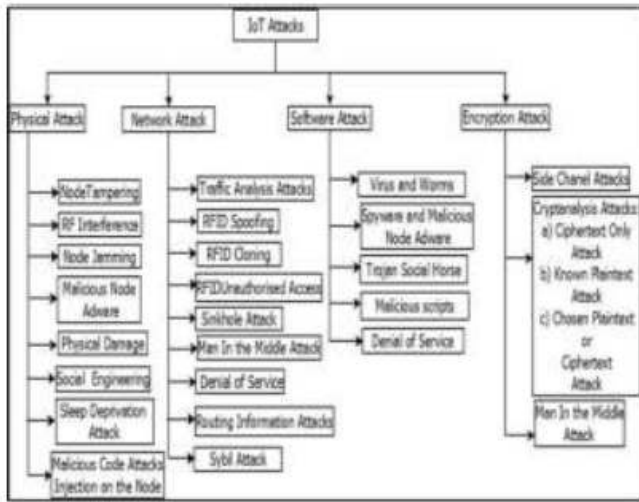 IoT Attacks
Physical Attack
Network Attack
Software Attack
Encryption Attack
NodeTampering
RF Interference
Node Jamming
Malicious Node
Adware
Physical Damage
Social Engineering
Sleep Deprivation
Attack
Malicious Code Attacks
Injection on the Node
Traffic Analysis Attacks
RFID Spoofing
RFID Cloning
RFIDUnauthorised Access
Sinkhole Attack
Man In the Middle Attack
Denial of Service
Routing Information Attacks
Sybil Attack
Virus and Worms
Spyware and Malicious
Node Adware
Trojan Social Horse
Malicious scripts
Denial of Service
Side Chanel Attacks
Cryptanalysis Attacks
a) Ciphertext Only
Attack
b) Known Plaintext
Attack
c) Chosen Plaintext
or
Ciphertext
Attack
Man In the Middle
Attack